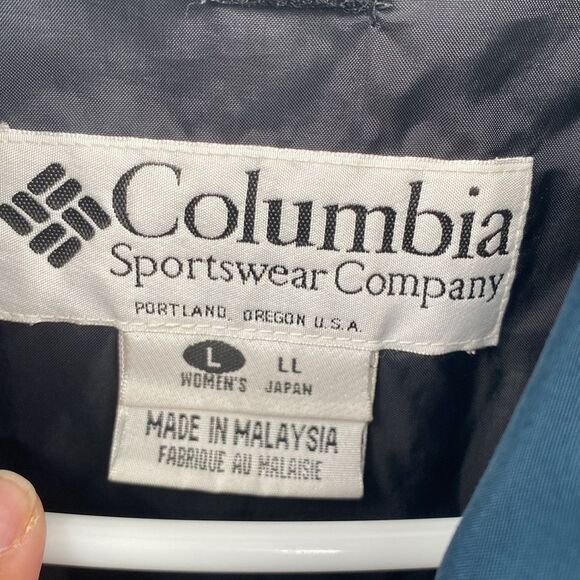 Columbia
Sportswear Company
PORTLAND, OREGON U.S.A.
L LL
WOMEN'S JAPAN
MADE IN MALAYSIA
FABRIQUE AU MALAISIE